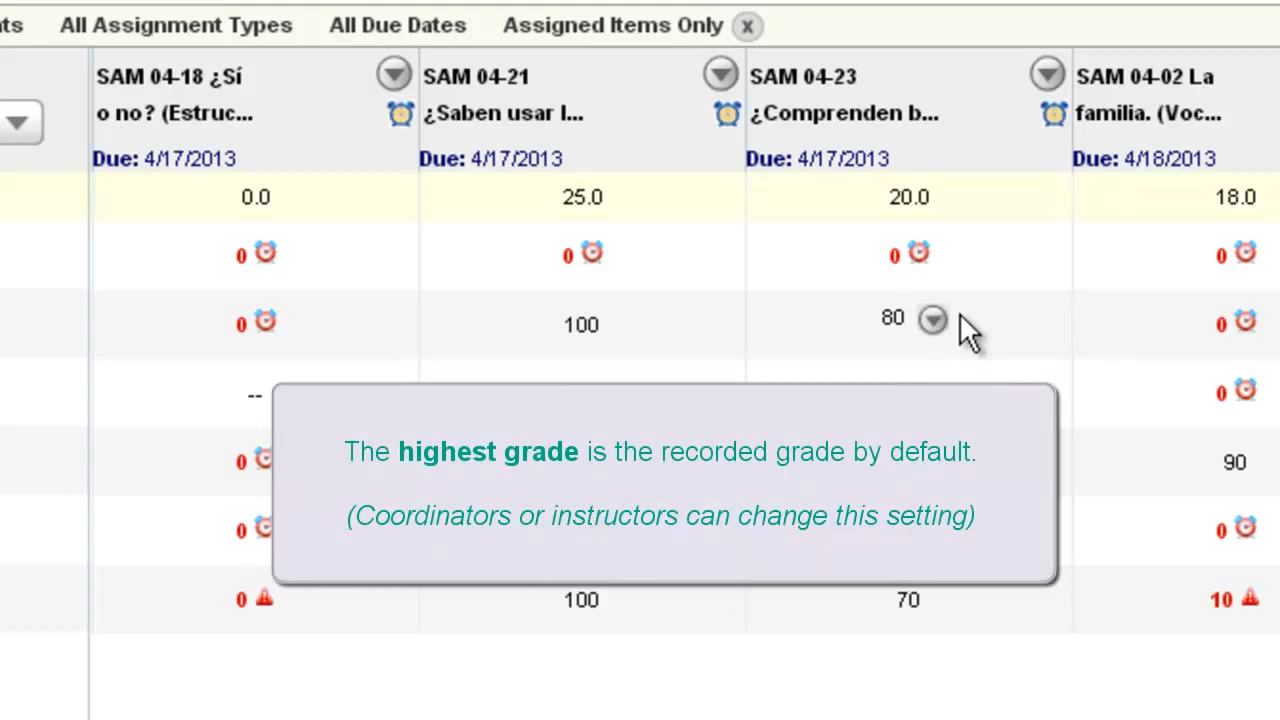 ts All Assignment Types All Due Dates Assigned Items Only x
SAM 04-18 ¿Sí SAM 04-21 SAM 04-23 SAM 04-02 La
o no? (Estruc... ¿Saben usar l... ¿Comprenden b... familia. (Voc...
Due: 4/17/2013 Due: 4/17/2013 Due: 4/17/2013 Due: 4/18/2013
0.0 25.0 20.0 18.0
0 0 0 0
0 100 80 0
-- 0
The highest grade is the recorded grade by default.
0 90
(Coordinators or instructors can change this setting)
0 0
0 100 70 10